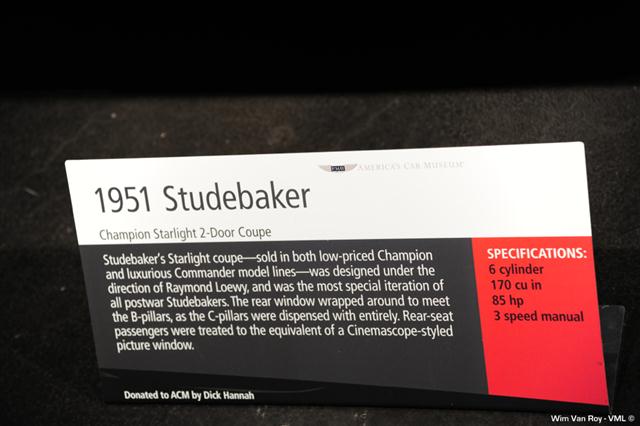 AMERICA'S CAR MUSEUM
1951 Studebaker
Champion Starlight 2-Door Coupe
Studebaker's Starlight coupe—sold in both low-priced Champion
and luxurious Commander model lines—was designed under the
direction of Raymond Loewy, and was the most special iteration of
all postwar Studebakers. The rear window wrapped around to meet
the B-pillars, as the C-pillars were dispensed with entirely. Rear-seat
passengers were treated to the equivalent of a Cinemascope-styled
picture window.
Donated to ACM by Dick Hannah
SPECIFICATIONS:
6 cylinder
170 cu in
85 hp
3 speed manual
Wim Van Roy - VML ©